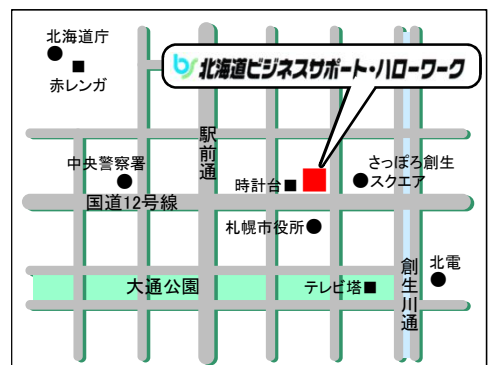 北海道庁
赤レンガ
北海道ビジネスサポート・ハローワーク
駅前通
中央警察署
時計台
さっぽろ創生
スクエア
国道12号線
札幌市役所
大通公園
テレビ塔
創生川通
北電